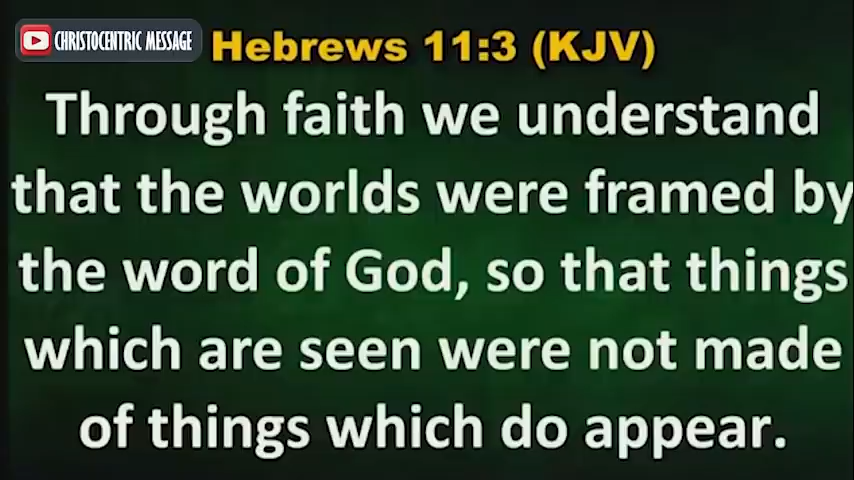 CHRISTOCENTRIC MESSAGE
Hebrews 11:3 (KJV)
Through faith we understand
that the worlds were framed by
the word of God, so that things
which are seen were not made
of things which do appear.